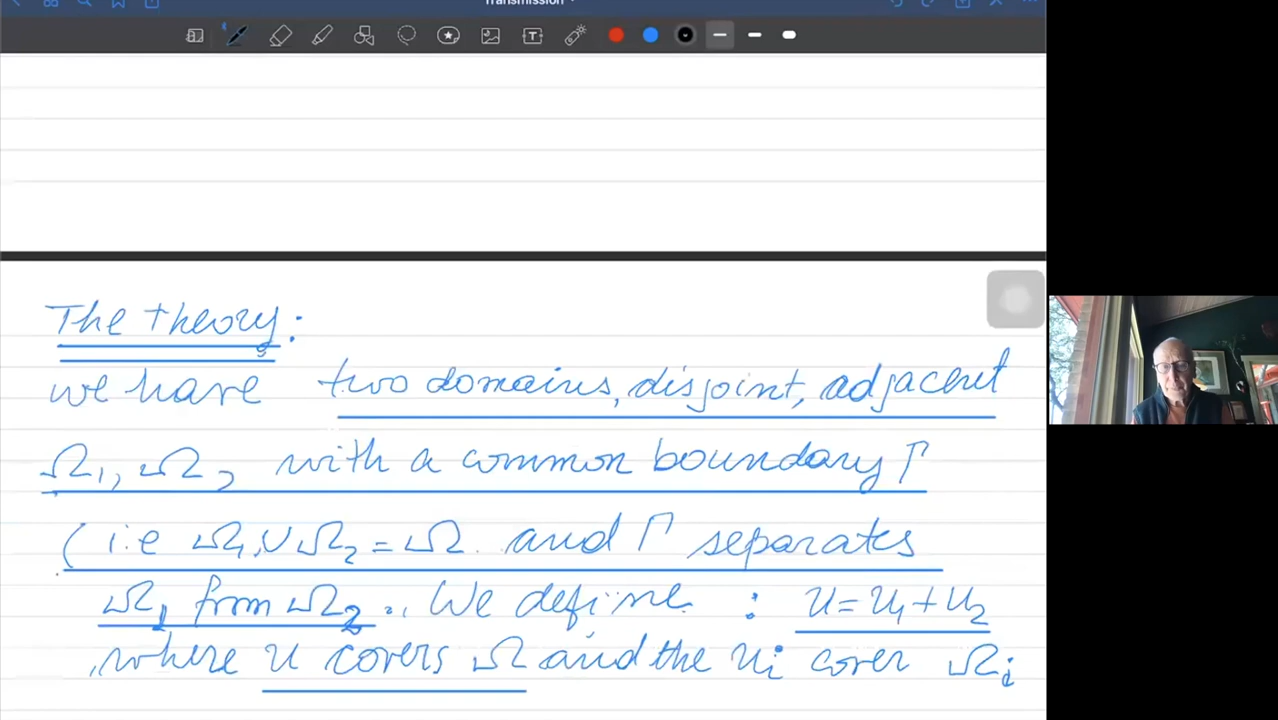 Transmission
The theory:
we have two domains, disjoint, adjacent
Ω₁, Ω₂ with a common boundary Γ
(i.e Ω₁∪Ω₂ = Ω. and Γ separates
Ω₁ from Ω₂ .. We define : u = u₁ + u₂
where u covers Ω and the uᵢ cover Ωᵢ